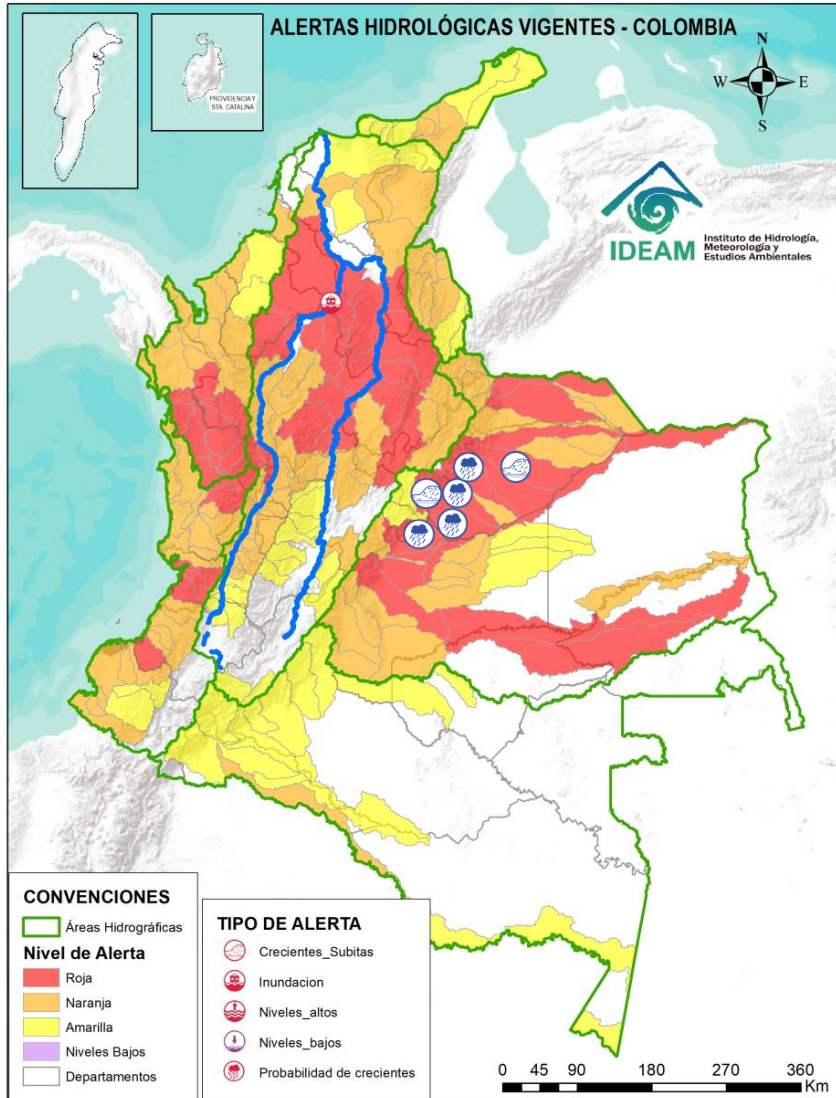 ALERTAS HIDROLÓGICAS VIGENTES - COLOMBIA
N
W
E
S
PROVIDENCIA Y
STA. CATALINA
IDEAM
Instituto de Hidrología,
Meteorología y
Estudios Ambientales
CONVENCIONES
Áreas Hidrográficas
Nivel de Alerta
Roja
Naranja
Amarilla
Niveles Bajos
Departamentos
TIPO DE ALERTA
Crecientes_Subitas
Inundacion
Niveles_altos
Niveles_bajos
Probabilidad de crecientes
0 45 90 180 270 360
Km